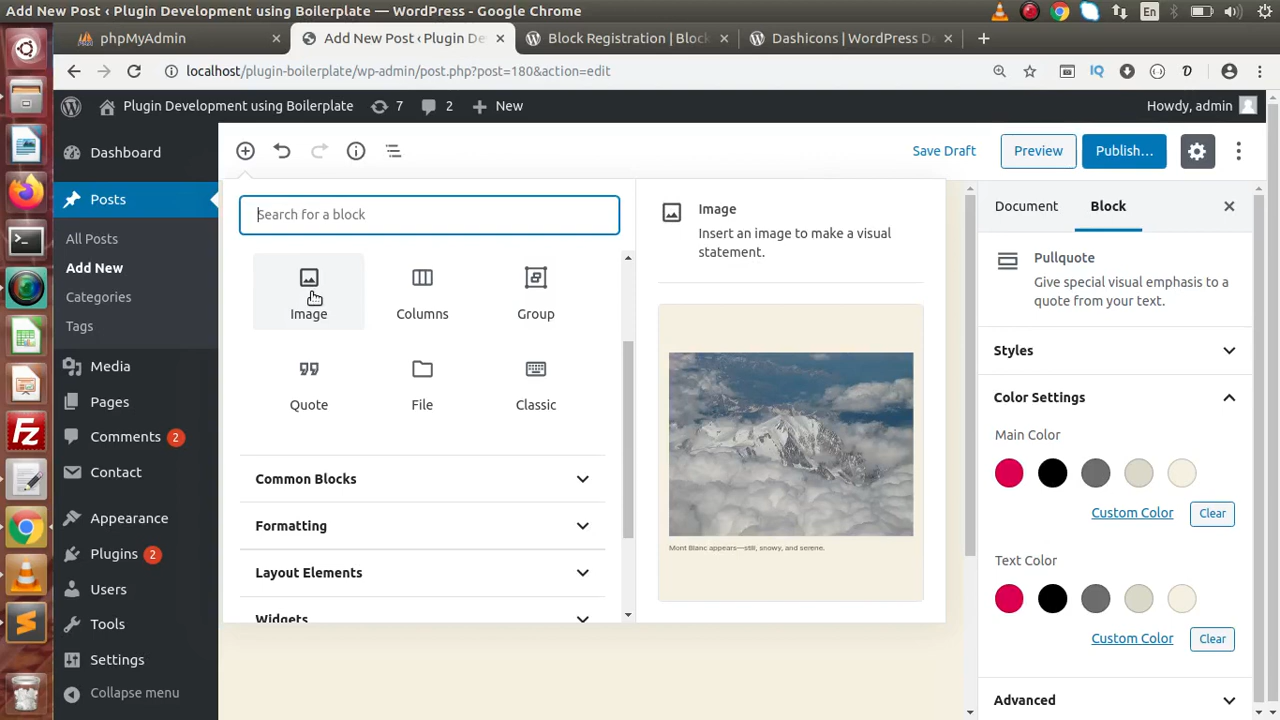 Add New Post ‹ Plugin Development using Boilerplate — WordPress - Google Chrome
En
9:41
phpMyAdmin
Add New Post ‹ Plugin De
Block Registration | Block
Dashicons | WordPress D
localhost/plugin-boilerplate/wp-admin/post.php?post=180&action=edit
IQ
Plugin Development using Boilerplate
7
2
New
Howdy, admin
Dashboard
Posts
All Posts
Add New
Categories
Tags
Media
Pages
Comments 2
Contact
Appearance
Plugins 2
Users
Tools
Settings
Collapse menu
Save Draft
Preview
Publish…
Search for a block
Image
Columns
Group
Quote
File
Classic
Common Blocks
Formatting
Layout Elements
Widgets
Image
Insert an image to make a visual
statement.
Mont Blanc appears—still, snowy, and serene.
Document
Block
Pullquote
Give special visual emphasis to a
quote from your text.
Styles
Color Settings
Main Color
Custom Color
Clear
Text Color
Custom Color
Clear
Advanced